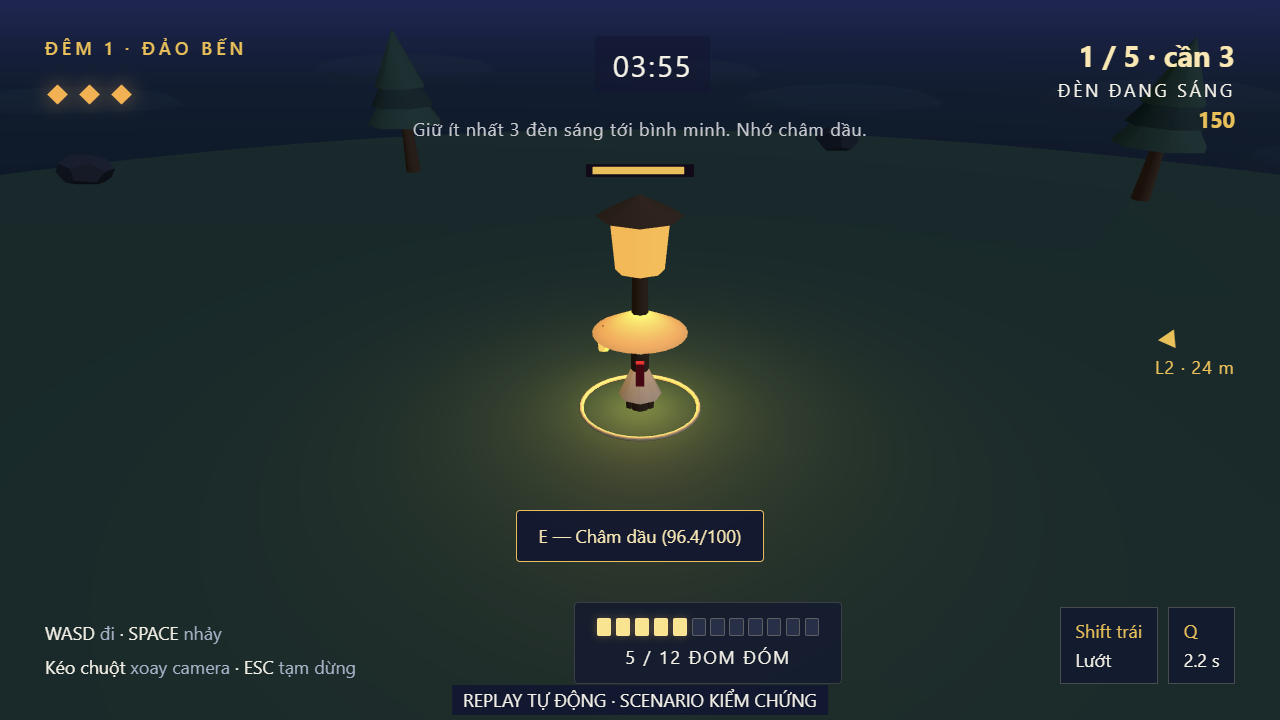 ĐÊM 1 · ĐẢO BẾN
03:55
1 / 5 · cần 3
ĐÈN ĐANG SÁNG
150
Giữ ít nhất 3 đèn sáng tới bình minh. Nhớ châm dầu.
L2 · 24 m
E — Châm dầu (96.4/100)
WASD đi · SPACE nhảy
Kéo chuột xoay camera · ESC tạm dừng
5 / 12 ĐOM ĐÓM
Shift trái
Lướt
Q
2.2 s
REPLAY TỰ ĐỘNG · SCENARIO KIỂM CHỨNG